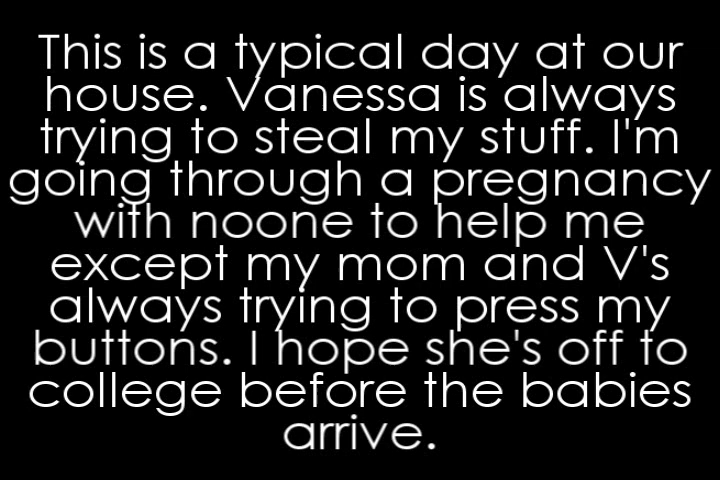 This is a typical day at our
house. Vanessa is always
trying to steal my stuff. I'm
going through a pregnancy
with noone to help me
except my mom and V's
always trying to press my
buttons. I hope she's off to
college before the babies
arrive.